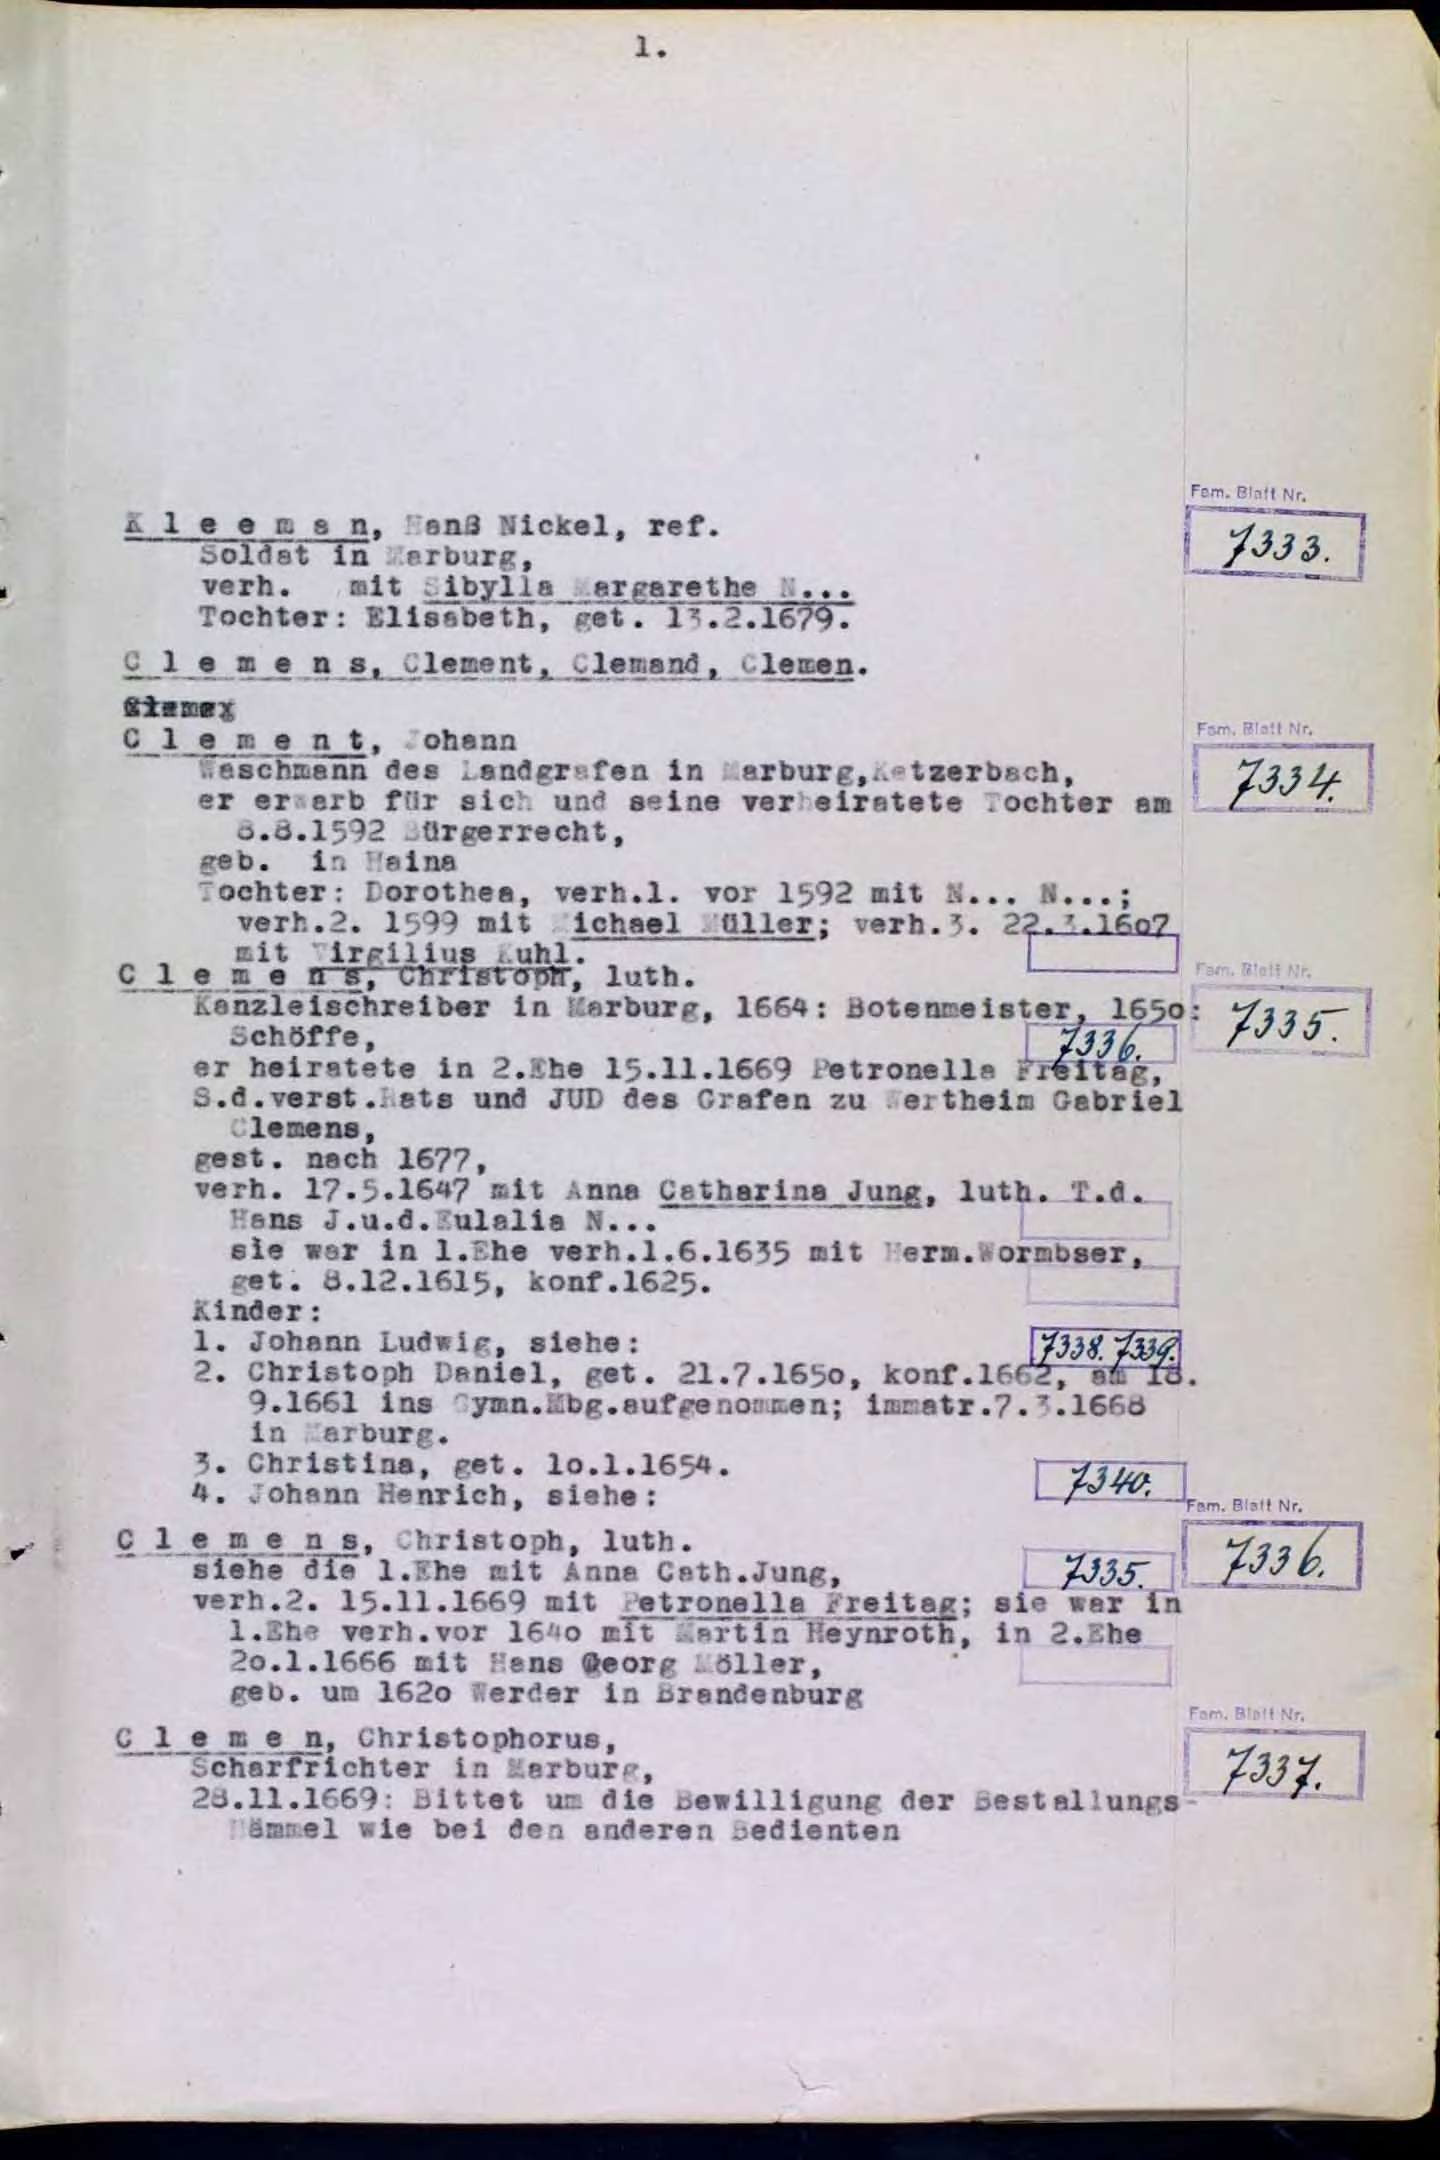 1.
Fam. Blatt Nr.
K l e e m a n, Hanß Nickel, ref.
7333.
Soldat in Marburg,
verh. mit Sibylla Margarethe N...
Tochter: Elisabeth, get. 13.2.1679.
C l e m e n s, Clement, Clemand, Clemen.
Fam. Blatt Nr.
C l e m e n t, Johann
7334.
Waschmann des Landgrafen in Marburg,Ketzerbach,
er erwarb für sich und seine verheiratete Tochter am
8.8.1592 Bürgerrecht,
geb. in Haina
Tochter: Dorothea, verh.1. vor 1592 mit N... N...;
verh.2. 1599 mit Michael Müller; verh.3. 22.3.16o7
mit Virgilius Kuhl.
Fam. Blatt Nr.
C l e m e n s, Christoph, luth.
7335.
Kanzleischreiber in Marburg, 1664: Botenmeister, 165o:
Schöffe,
7336.
er heiratete in 2.Ehe 15.11.1669 Petronella Freitag,
S.d.verst.Rats und JUD des Grafen zu Wertheim Gabriel
Clemens,
gest. nach 1677,
verh. 17.5.1647 mit Anna Catharina Jung, luth. T.d.
Hans J.u.d.Eulalia N...
sie war in 1.Ehe verh.1.6.1635 mit Herm.Wormbser,
get. 8.12.1615, konf.1625.
Kinder:
1. Johann Ludwig, siehe: 7338. 7339.
2. Christoph Daniel, get. 21.7.165o, konf.1662, am 18.
9.1661 ins Gymn.Mbg.aufgenommen; immatr.7.3.1668
in Marburg.
3. Christina, get. 1o.1.1654.
4. Johann Henrich, siehe: 7340.
Fam. Blatt Nr.
C l e m e n s, Christoph, luth.
7336.
siehe die 1.Ehe mit Anna Cath.Jung, 7335.
verh.2. 15.11.1669 mit Petronella Freitag; sie war in
1.Ehe verh.vor 164o mit Martin Heynroth, in 2.Ehe
2o.1.1666 mit Hans Georg Möller,
geb. um 162o Werder in Brandenburg
Fam. Blatt Nr.
C l e m e n, Christophorus,
7337.
Scharfrichter in Marburg,
28.11.1669: Bittet um die Bewilligung der Bestallungs-
Hämmel wie bei den anderen Bedienten